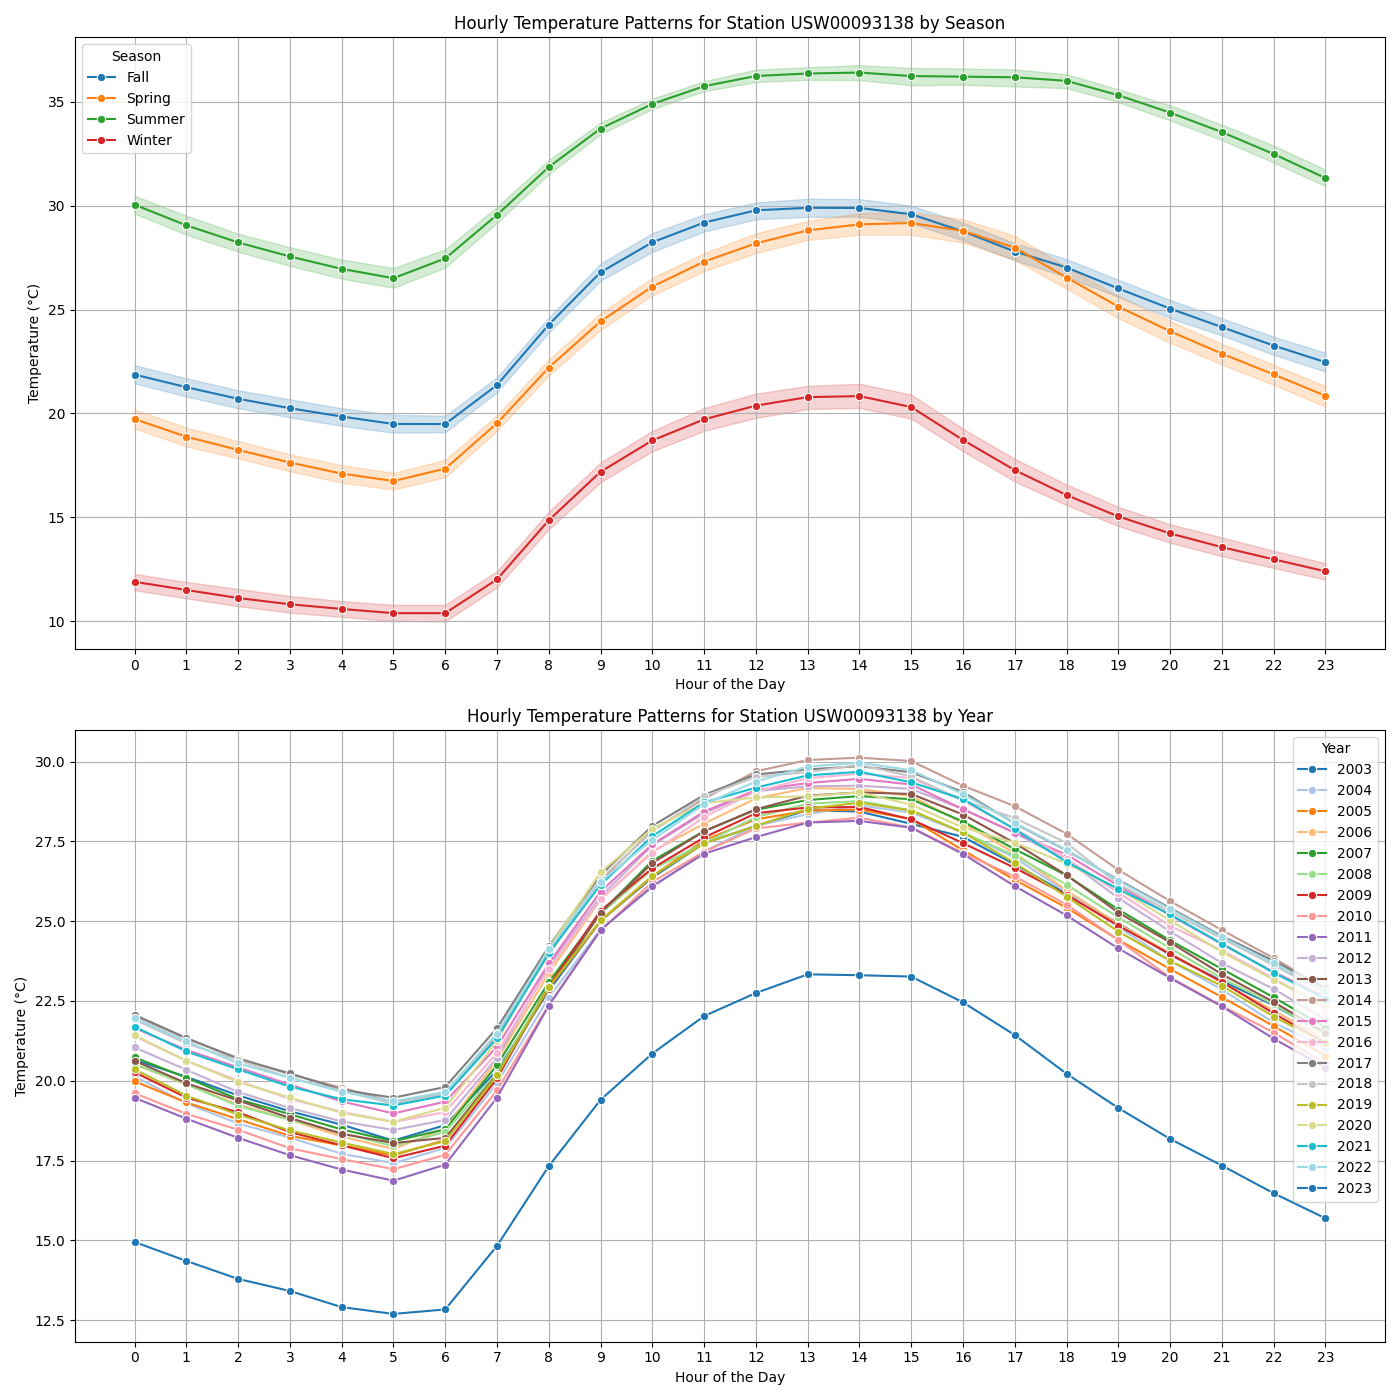 Hourly Temperature Patterns for Station USW00093138 by Season
Season
Fall
Spring
Summer
Winter
Temperature (°C)
35
30
25
20
15
10
0 1 2 3 4 5 6 7 8 9 10 11 12 13 14 15 16 17 18 19 20 21 22 23
Hour of the Day
Hourly Temperature Patterns for Station USW00093138 by Year
Year
2003
2004
2005
2006
2007
2008
2009
2010
2011
2012
2013
2014
2015
2016
2017
2018
2019
2020
2021
2022
2023
Temperature (°C)
30.0
27.5
25.0
22.5
20.0
17.5
15.0
12.5
0 1 2 3 4 5 6 7 8 9 10 11 12 13 14 15 16 17 18 19 20 21 22 23
Hour of the Day